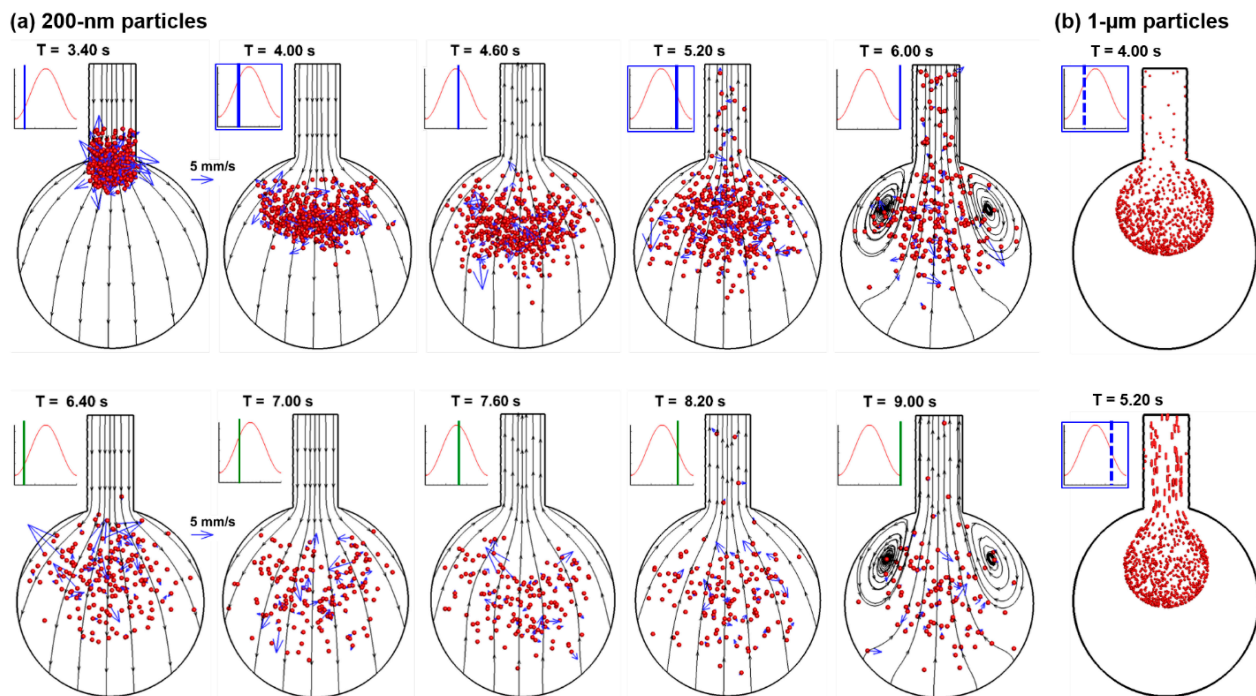 (a) 200-nm particles
(b) 1-µm particles
T = 3.40 s
T = 4.00 s
T = 4.60 s
T = 5.20 s
T = 6.00 s
T = 4.00 s
5 mm/s
T = 6.40 s
T = 7.00 s
T = 7.60 s
T = 8.20 s
T = 9.00 s
T = 5.20 s
5 mm/s